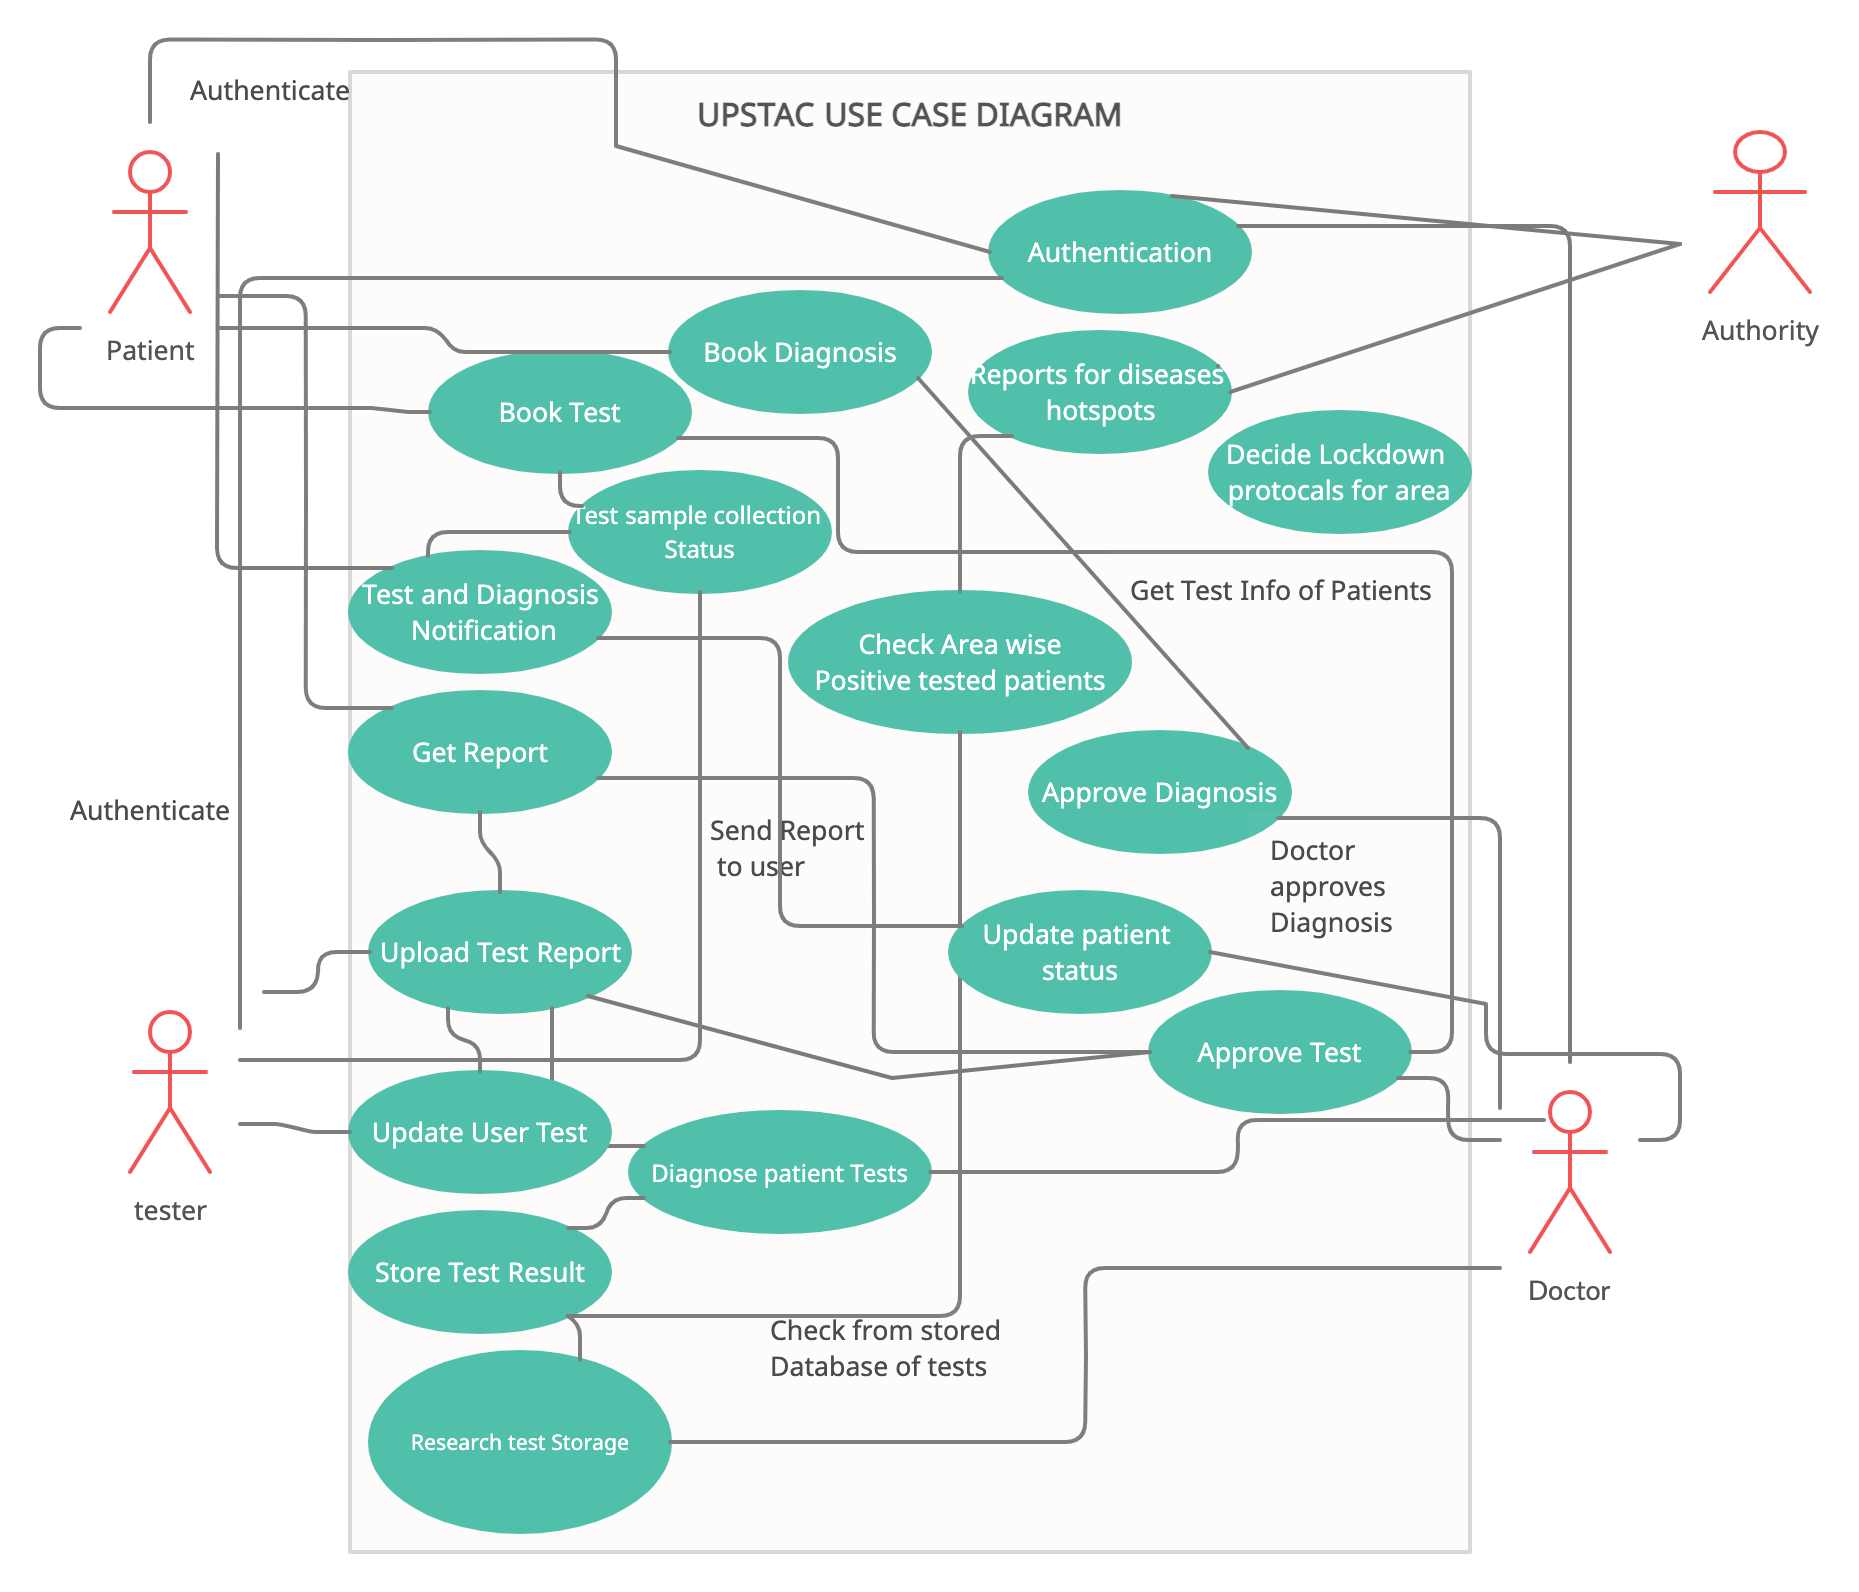 Authenticate
UPSTAC USE CASE DIAGRAM
Authentication
Authority
Patient
Book Diagnosis
Reports for diseases
hotspots
Book Test
Decide Lockdown
protocals for area
Test sample collection
Status
Test and Diagnosis
Notification
Get Test Info of Patients
Check Area wise
Positive tested patients
Get Report
Approve Diagnosis
Authenticate
Send Report
to user
Doctor
approves
Diagnosis
Upload Test Report
Update patient
status
Approve Test
Update User Test
Diagnose patient Tests
tester
Store Test Result
Doctor
Check from stored
Database of tests
Research test Storage